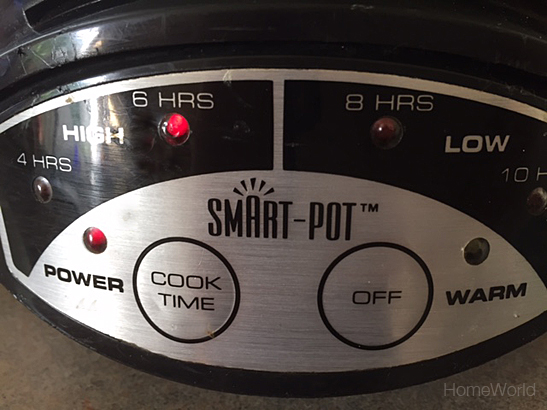 6 HRS
8 HRS
HIGH
LOW
4 HRS
10 H
SMART-POT™
POWER
COOK
TIME
OFF
WARM
HomeWorld